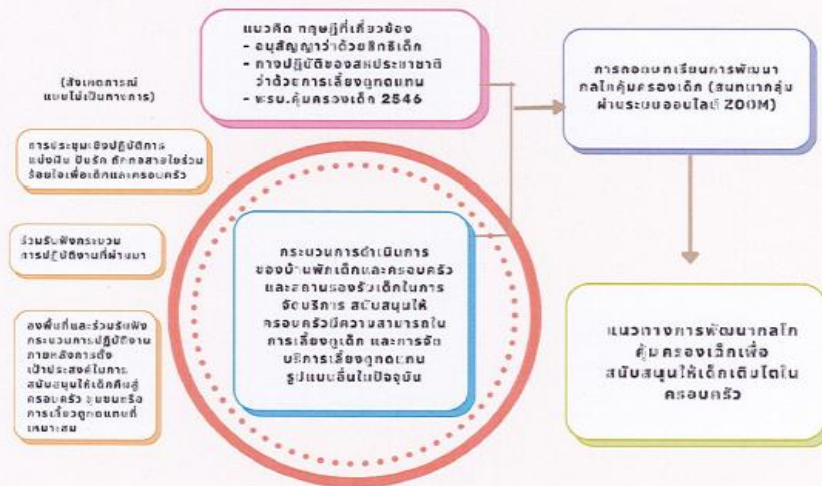 แนวคิด ทฤษฎีที่เกี่ยวข้อง
- อนุสัญญาว่าด้วยสิทธิเด็ก
- ทางปฏิบัติของสหประชาชาติ
ว่าด้วยการเลี้ยงดูทดแทน
- พรบ.คุ้มครองเด็ก 2546
(สังเกตการณ์
แบบไม่เป็นทางการ)
การประชุมเชิงปฏิบัติการ
แบ่งฝัน ปันรัก ถักทอสายใยร่วม
ร้อยใจเพื่อเด็กและครอบครัว
ร่วมรับฟังกระบวน
การปฏิบัติงานที่ผ่านมา
ลงพื้นที่และร่วมรับฟัง
กระบวนการปฏิบัติงาน
ภายหลังการตั้ง
เป้าประสงค์ในการ
สนับสนุนให้เด็กคืนสู่
ครอบครัว ชุมชนหรือ
การเลี้ยงดูทดแทนที่
เหมาะสม
กระบวนการดำเนินการ
ของบ้านพักเด็กและครอบครัว
และสถานรองรับเด็กในการ
จัดบริการ สนับสนุนให้
ครอบครัวมีความสามารถใน
การเลี้ยงดูเด็ก และการจัด
บริการเลี้ยงดูทดแทน
รูปแบบอื่นในปัจจุบัน
การถอดบทเรียนการพัฒนา
กลไกคุ้มครองเด็ก (สนทนากลุ่ม
ผ่านระบบออนไลน์ ZOOM)
แนวทางการพัฒนากลไก
คุ้มครองเด็กเพื่อ
สนับสนุนให้เด็กเติบโตใน
ครอบครัว